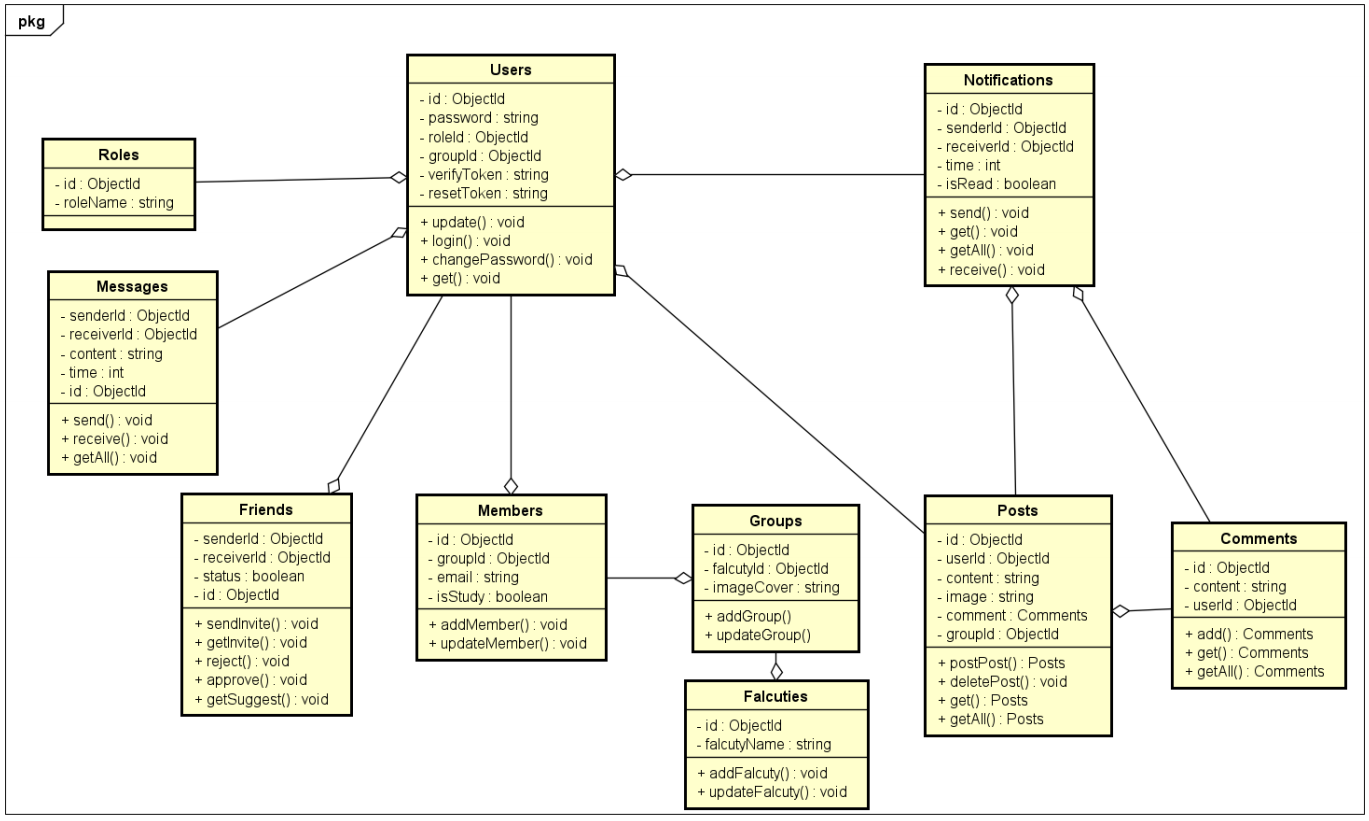 pkg
Users
- id : ObjectId
- password : string
- roleId : ObjectId
- groupId : ObjectId
- verifyToken : string
- resetToken : string
+ update() : void
+ login() : void
+ changePassword() : void
+ get() : void
Notifications
- id : ObjectId
- senderId : ObjectId
- receiverId : ObjectId
- time : int
- isRead : boolean
+ send() : void
+ get() : void
+ getAll() : void
+ receive() : void
Roles
- id : ObjectId
- roleName : string
Messages
- senderId : ObjectId
- receiverId : ObjectId
- content : string
- time : int
- id : ObjectId
+ send() : void
+ receive() : void
+ getAll() : void
Friends
- senderId : ObjectId
- receiverId : ObjectId
- status : boolean
- id : ObjectId
+ sendInvite() : void
+ getInvite() : void
+ reject() : void
+ approve() : void
+ getSuggest() : void
Members
- id : ObjectId
- groupId : ObjectId
- email : string
- isStudy : boolean
+ addMember() : void
+ updateMember() : void
Groups
- id : ObjectId
- falcutyId : ObjectId
- imageCover : string
+ addGroup()
+ updateGroup()
Falcuties
- id : ObjectId
- falcutyName : string
+ addFalcuty() : void
+ updateFalcuty() : void
Posts
- id : ObjectId
- userId : ObjectId
- content : string
- image : string
- comment : Comments
- groupId : ObjectId
+ postPost() : Posts
+ deletePost() : void
+ get() : Posts
+ getAll() : Posts
Comments
- id : ObjectId
- content : string
- userId : ObjectId
+ add() : Comments
+ get() : Comments
+ getAll() : Comments